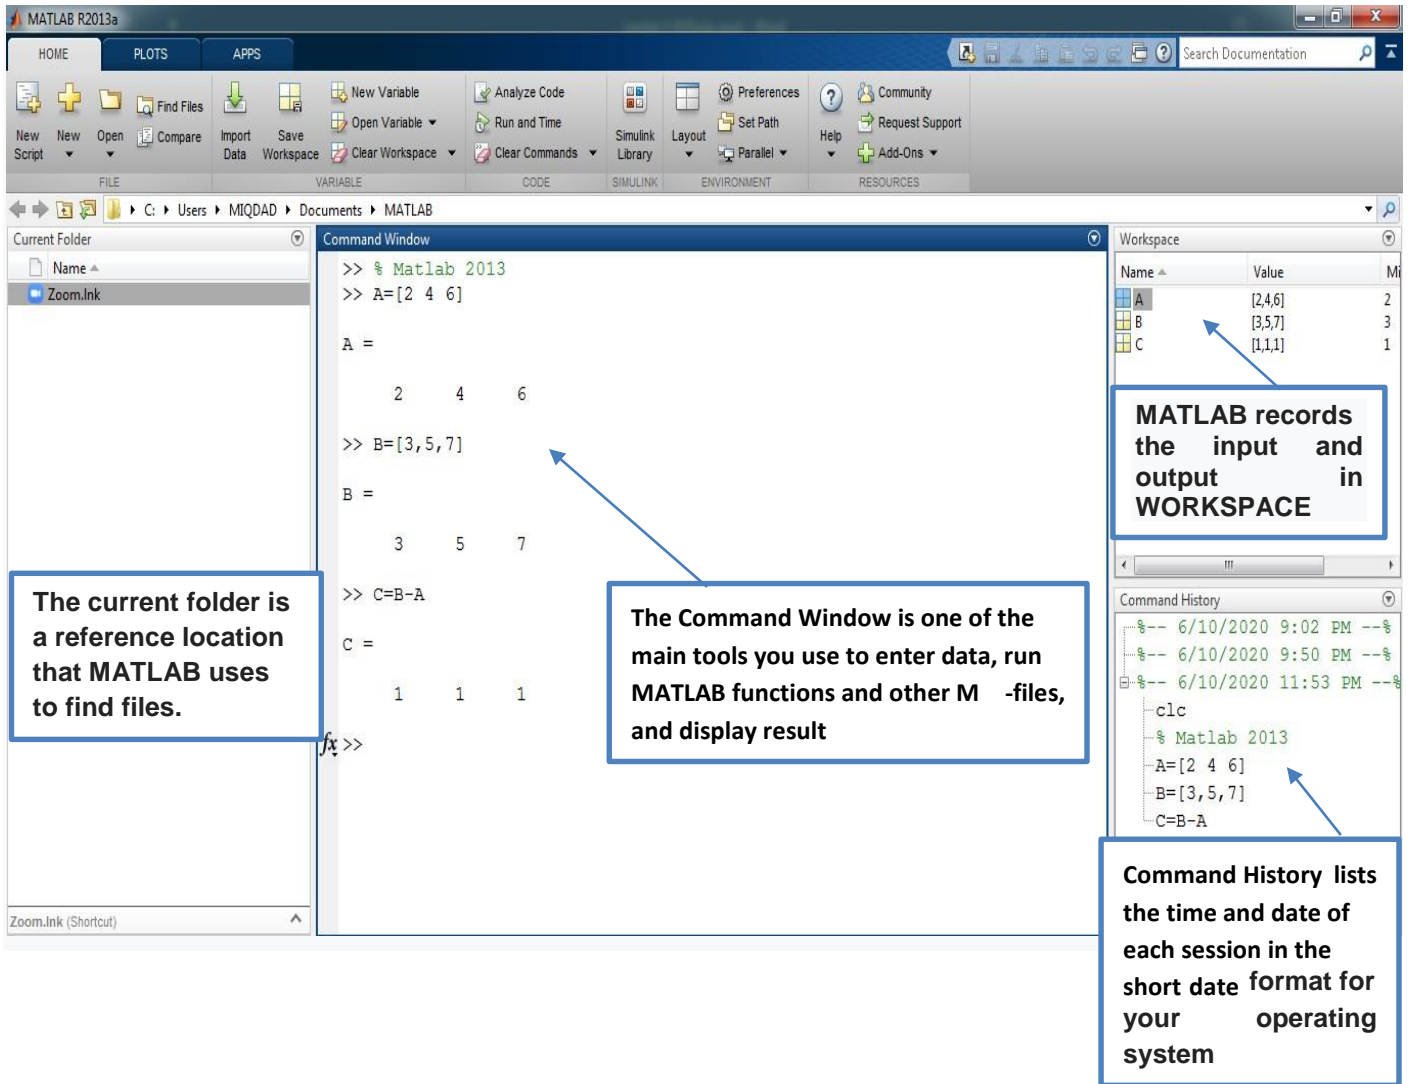 MATLAB R2013a
HOME PLOTS APPS
Search Documentation
New Script
New
Open
Find Files
Compare
Import Data
Save Workspace
New Variable
Open Variable
Clear Workspace
Analyze Code
Run and Time
Clear Commands
Simulink Library
Layout
Preferences
Set Path
Parallel
Help
Community
Request Support
Add-Ons
FILE VARIABLE CODE SIMULINK ENVIRONMENT RESOURCES
C: Users MIQDAD Documents MATLAB
Current Folder
Name
Zoom.lnk
The current folder is
a reference location
that MATLAB uses
to find files.
Zoom.lnk (Shortcut)
Command Window
>> % Matlab 2013
>> A=[2 4 6]
A =
2 4 6
>> B=[3,5,7]
B =
3 5 7
>> C=B-A
C =
1 1 1
fx >>
The Command Window is one of the
main tools you use to enter data, run
MATLAB functions and other M -files,
and display result
Workspace
Name Value Mi
A [2,4,6] 2
B [3,5,7] 3
C [1,1,1] 1
MATLAB records
the input and
output in
WORKSPACE
Command History
%-- 6/10/2020 9:02 PM --%
%-- 6/10/2020 9:50 PM --%
%-- 6/10/2020 11:53 PM --%
clc
% Matlab 2013
A=[2 4 6]
B=[3,5,7]
C=B-A
Command History lists
the time and date of
each session in the
short date format for
your operating
system